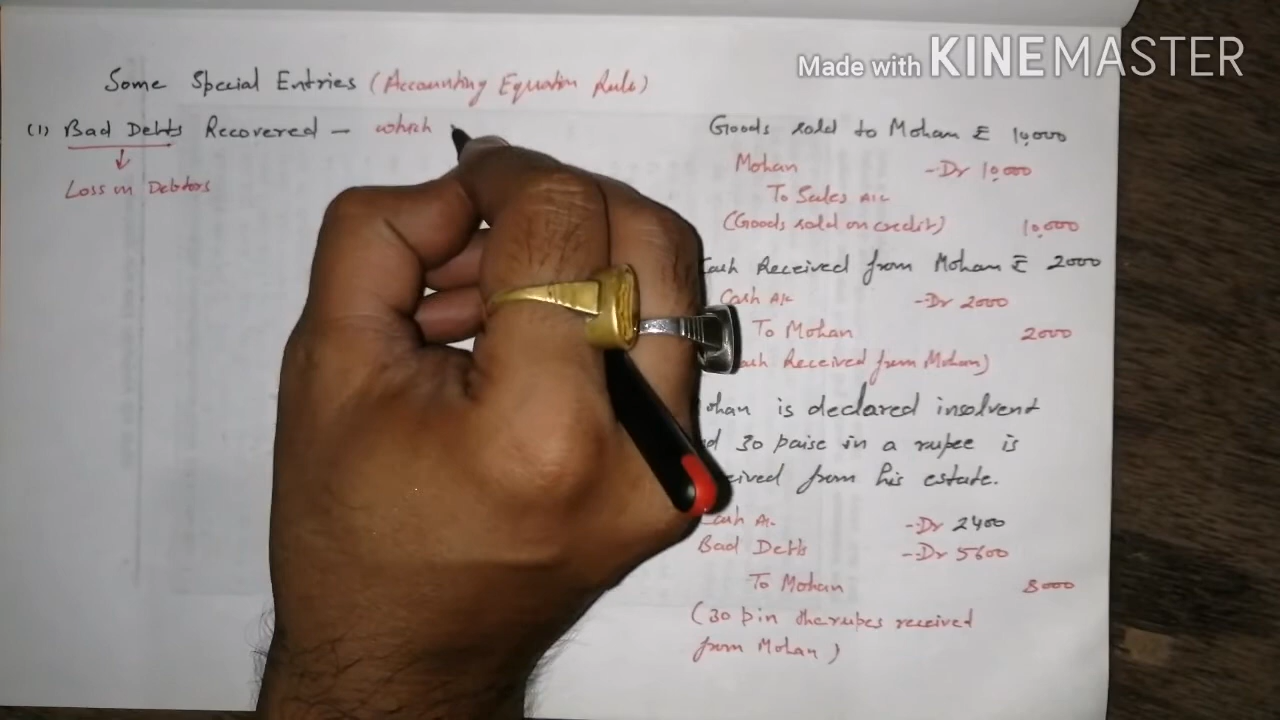 Made with KINEMASTER
Some Special Entries (Accounting Equation Rule)
(1) Bad Debts Recovered – which
Loss on Debtors
Goods sold to Mohan ₹ 10,000
Mohan --Dr 10,000
To Sales A/c
(Goods sold on credit) 10,000
Received from Mohan ₹ 2000
Cash A/c --Dr 2000
To Mohan 2000
Received from Mohan)
is declared insolvent
30 paise in a rupee is
from his estate.
A/c --Dr 2400
Bad Debts --Dr 5600
To Mohan 8000
(30 p in received
from Mohan)